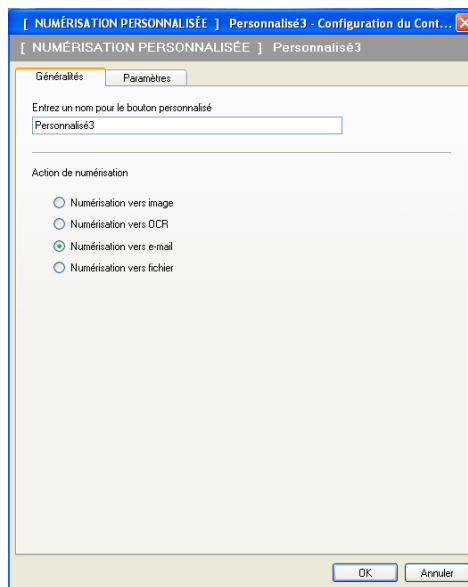 [ NUMÉRISATION PERSONNALISÉE ] Personnalisé3 - Configuration du Cont...
[ NUMÉRISATION PERSONNALISÉE ] Personnalisé3
Généralités Paramètres
Entrez un nom pour le bouton personnalisé
Personnalisé3
Action de numérisation
Numérisation vers image
Numérisation vers OCR
Numérisation vers e-mail
Numérisation vers fichier
OK Annuler